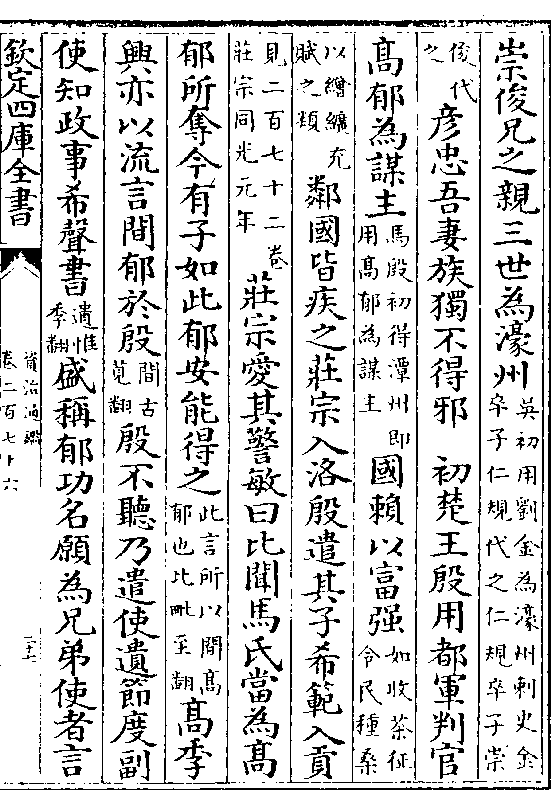 崇俊兄之親三世為濠州吳初用劉金為濠州刺史金卒子仁規代之仁規卒子崇
俊代之彦忠吾妻族獨不得邪　初楚王殷用都軍判官
髙郁為謀主馬殷初得潭州即用髙郁為謀主國賴以富强如收茶征令民種桑
以繒纊充賦之類鄰國皆疾之莊宗入洛殷遣其子希範入貢
見二百七十二卷莊宗同光元年莊宗愛其警敏曰比聞馬氏當為髙
郁所奪今有子如此郁安能得之此言所以間髙郁也比毗至翻髙季
興亦以流言間郁於殷間古莧翻殷不聽乃遣使遺節度副
使知政事希聲書遺惟季翻盛稱郁功名願為兄弟使者言
欽定四庫全書
資治通鑑
卷二百七十六
二十一